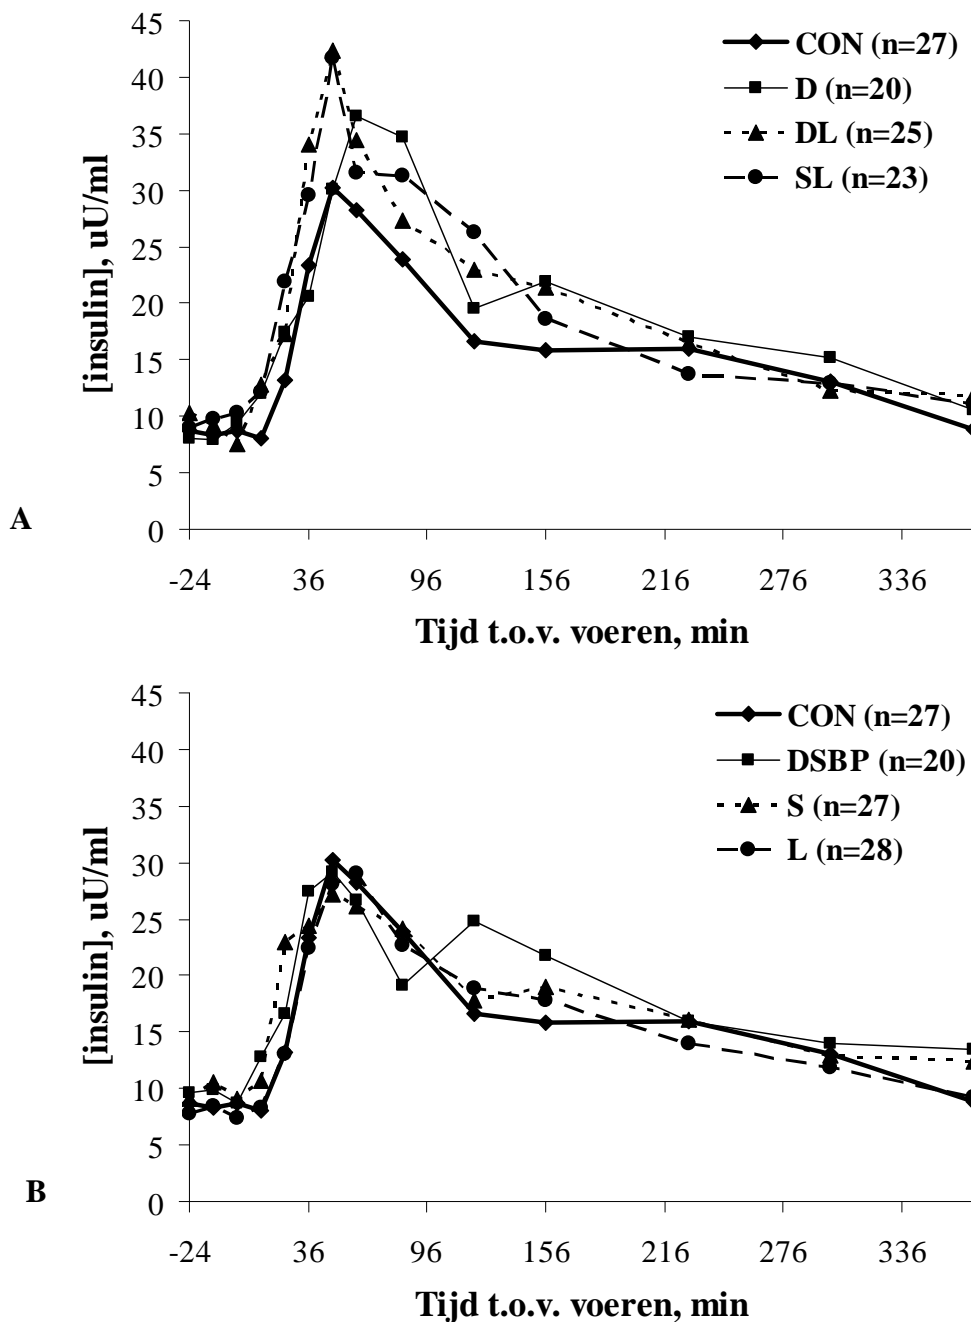 45
40
35
30
25
20
15
10
5
0
[insulin], uU/ml
CON (n=27)
D (n=20)
DL (n=25)
SL (n=23)
A
-24 36 96 156 216 276 336
Tijd t.o.v. voeren, min
45
40
35
30
25
20
15
10
5
0
[insulin], uU/ml
CON (n=27)
DSBP (n=20)
S (n=27)
L (n=28)
B
-24 36 96 156 216 276 336
Tijd t.o.v. voeren, min